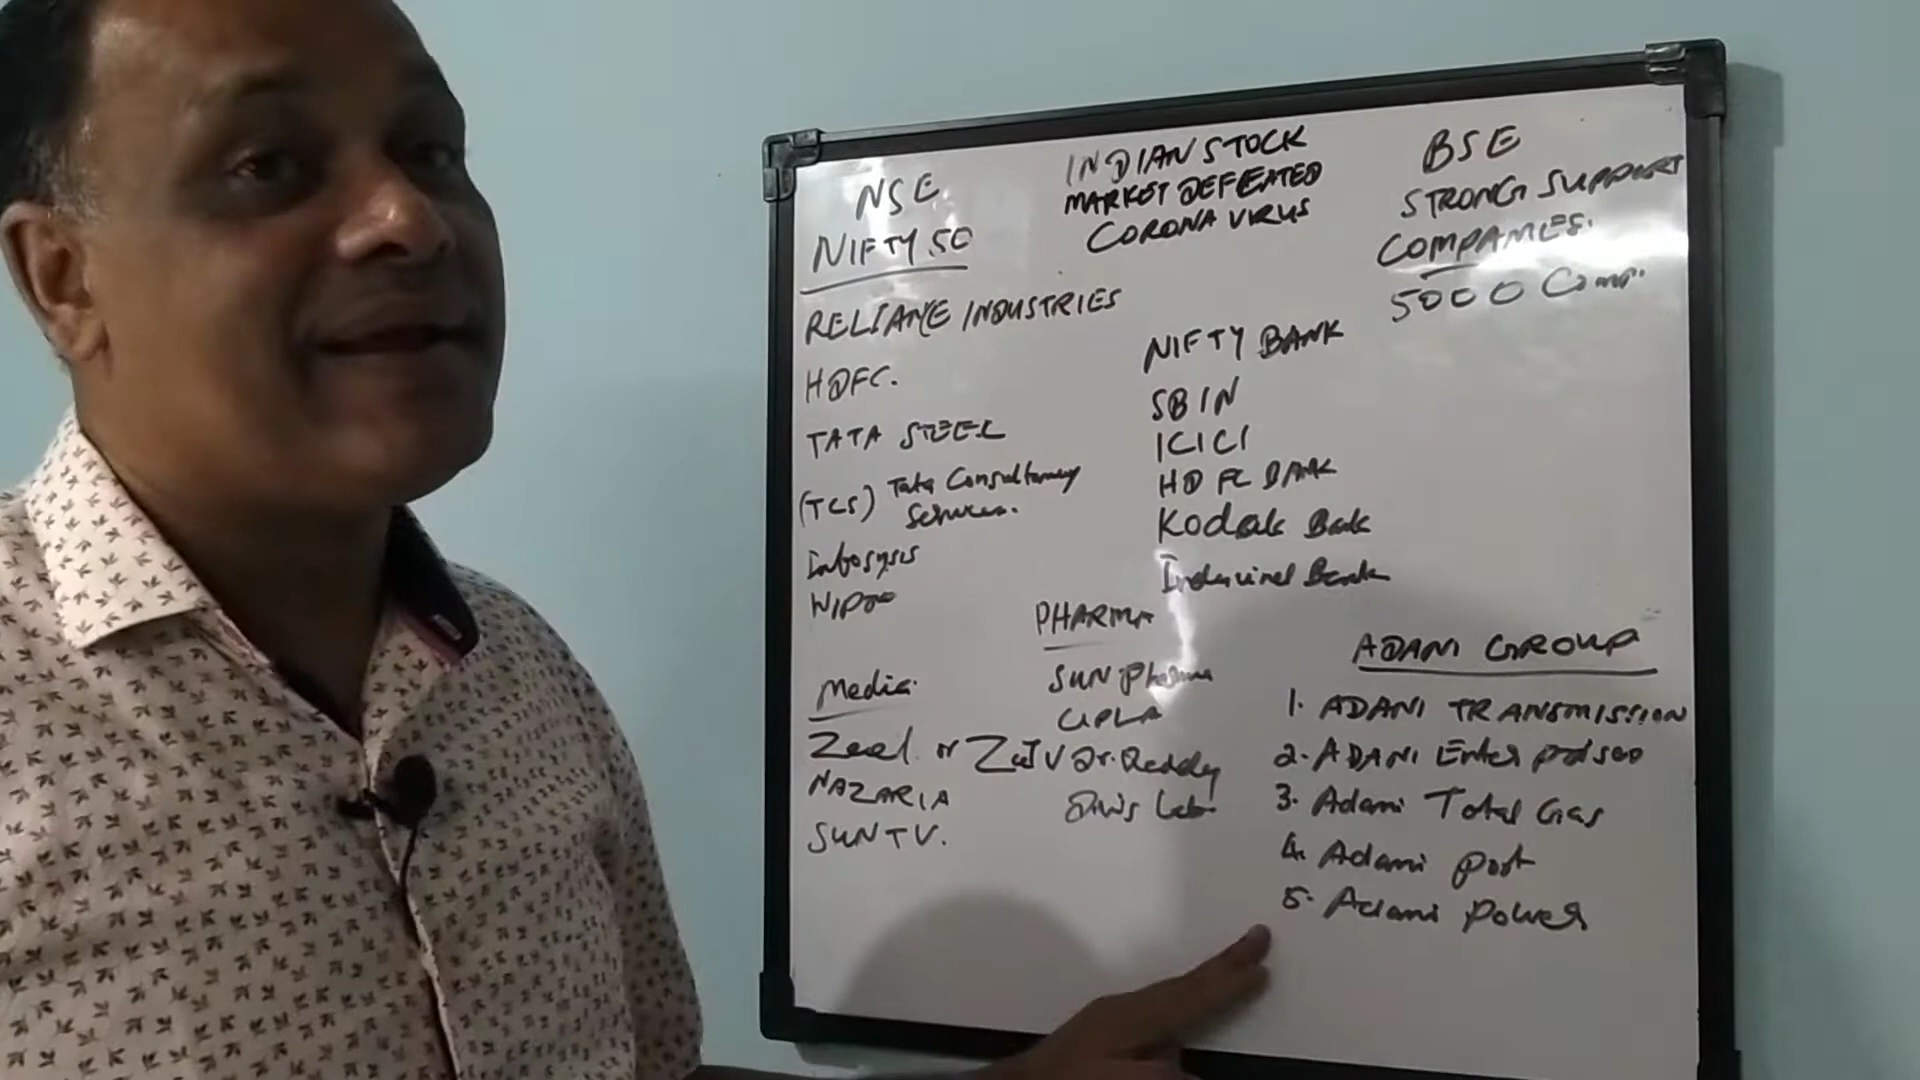 NSE
NIFTY 50
RELIANCE INDUSTRIES
HDFC.
TATA STEEL
(TCS) Tata Consultancy
Services.
Infosysis
Wipro
Media
Zeel or ZeeTV
NAZARIA
SUN TV.
INDIAN STOCK
MARKET DEFEATED
CORONA VIRUS
NIFTY BANK
SBIN
ICICI
HDFC BANK
Kodak Bank
Bank
PHARMA
SUN Pharma
CIPLA
Dr. Reddy
Divis Lab
BSE
STRONG SUPPORT
COMPANIES.
5000 Comp.
ADANI GROUP
1. ADANI TRANSMISSION
2. ADANI
3. Adani Total Gas
4. Adani Port
5. Adani Power